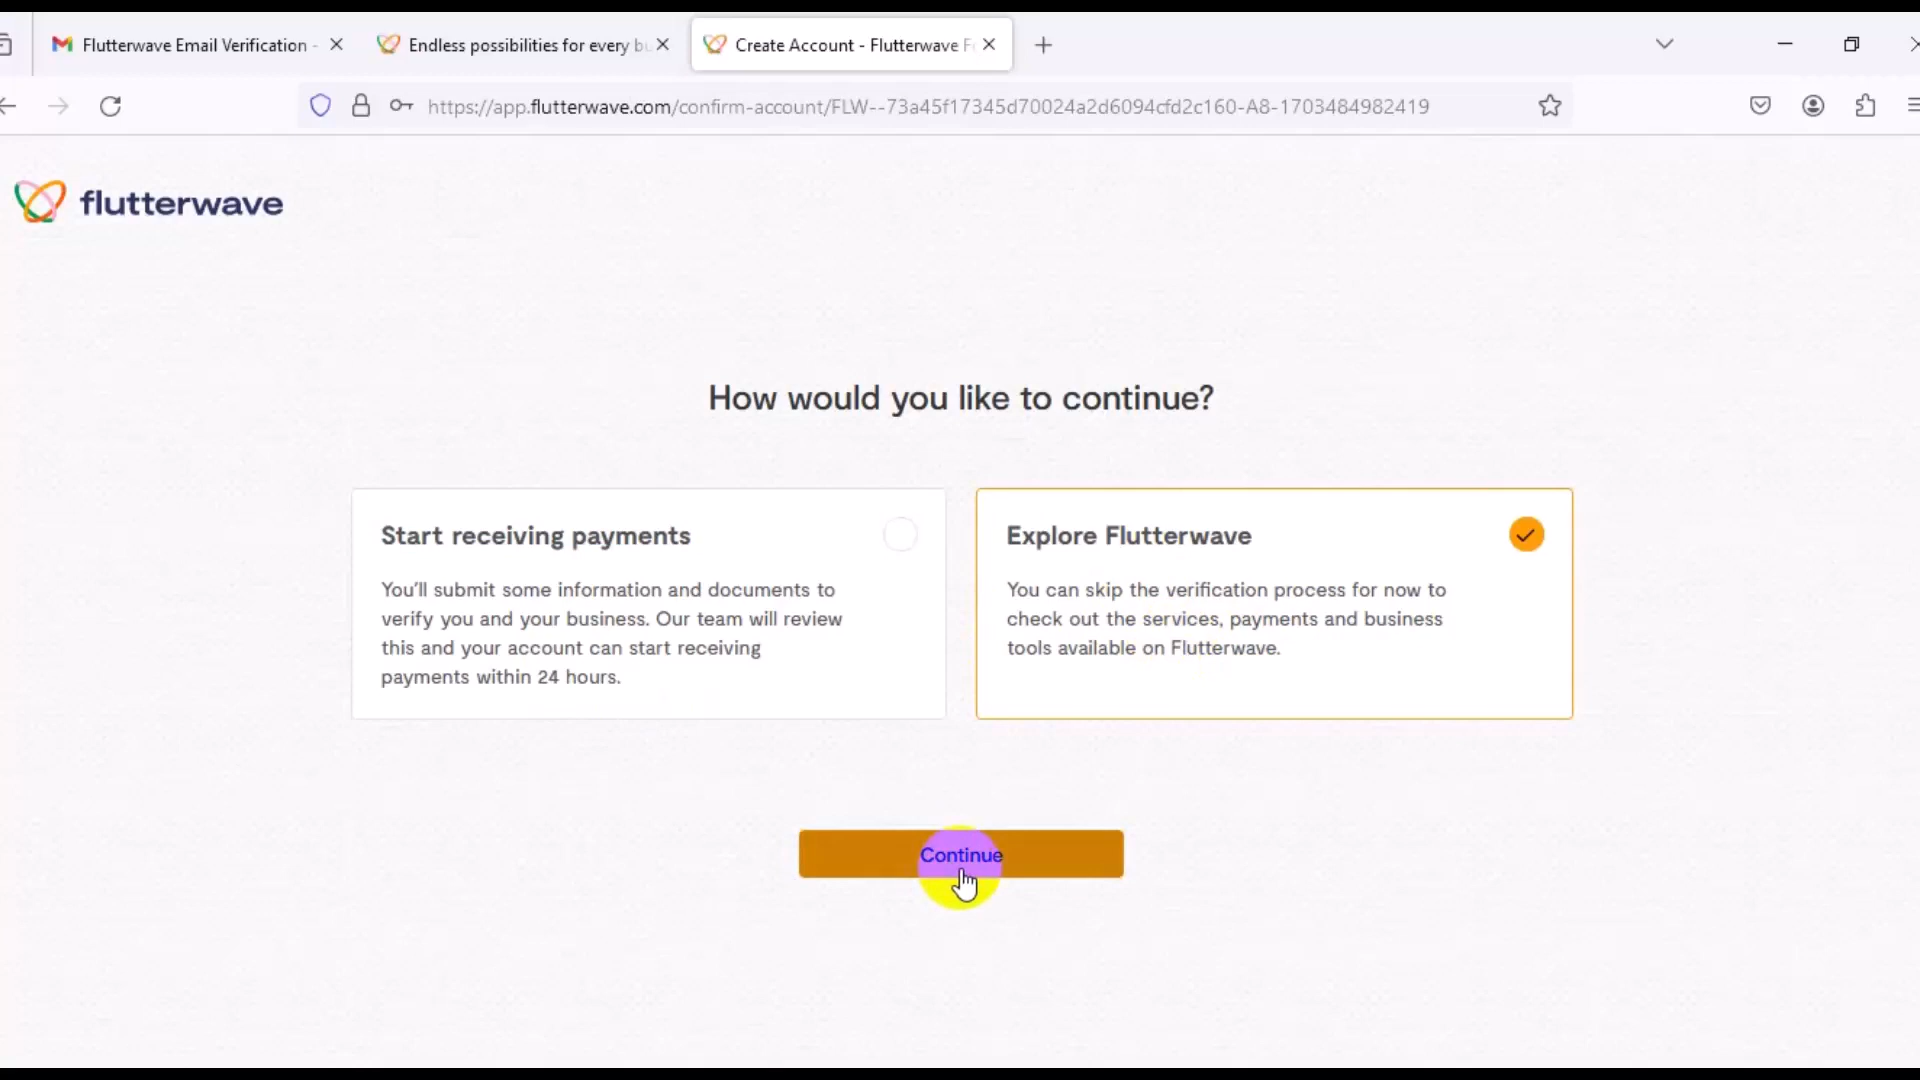 Flutterwave Email Verification -
Endless possibilities for every bu
Create Account - Flutterwave F
https://app.flutterwave.com/confirm-account/FLW--73a45f17345d70024a2d6094cfd2c160-A8-1703484982419
flutterwave
How would you like to continue?
Start receiving payments
You'll submit some information and documents to
verify you and your business. Our team will review
this and your account can start receiving
payments within 24 hours.
Explore Flutterwave
You can skip the verification process for now to
check out the services, payments and business
tools available on Flutterwave.
Continue